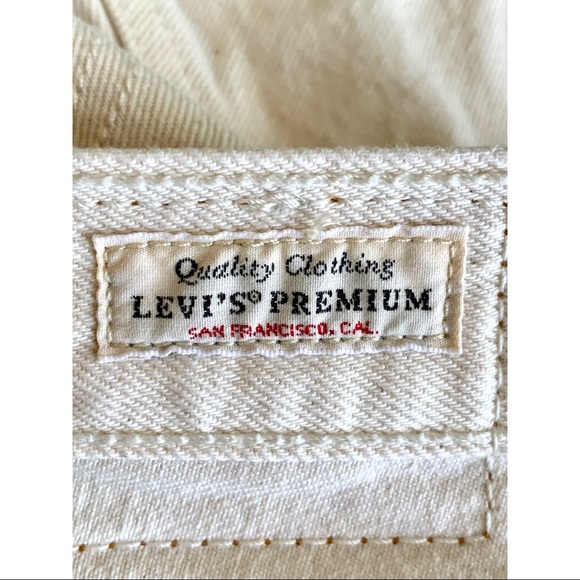 Quality Clothing
LEVI'S® PREMIUM
SAN FRANCISCO, CAL.